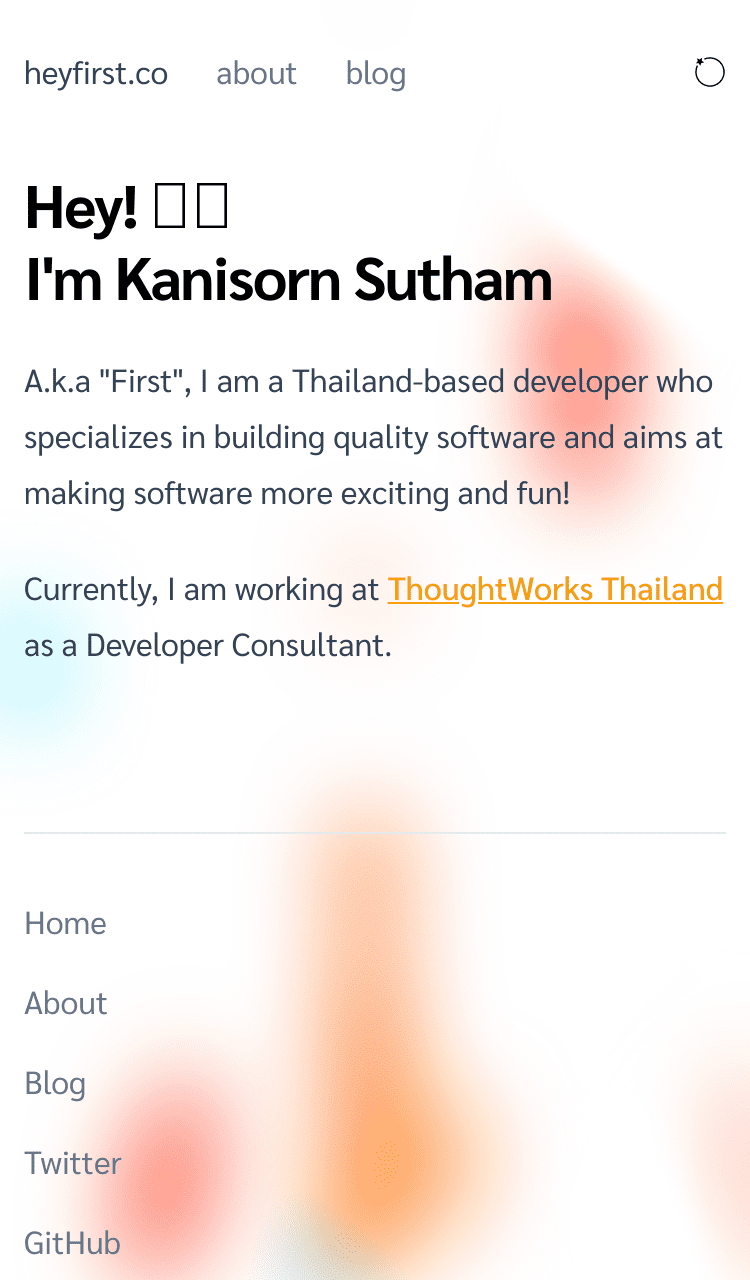 heyfirst.co about blog
Hey!
I'm Kanisorn Sutham
A.k.a "First", I am a Thailand-based developer who
specializes in building quality software and aims at
making software more exciting and fun!
Currently, I am working at ThoughtWorks Thailand
as a Developer Consultant.
Home
About
Blog
Twitter
GitHub